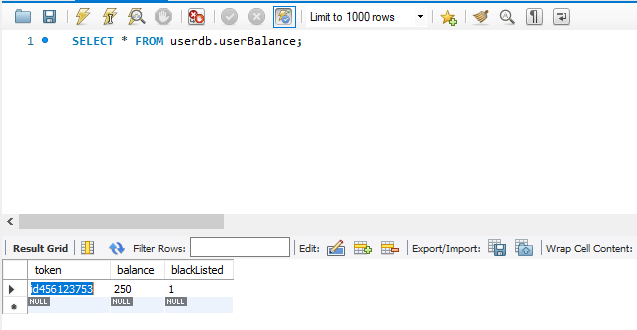 Limit to 1000 rows
1 SELECT * FROM userdb.userBalance;
Result Grid Filter Rows: Edit: Export/Import: Wrap Cell Content:
token balance blackListed
id456123753 250 1
NULL NULL NULL